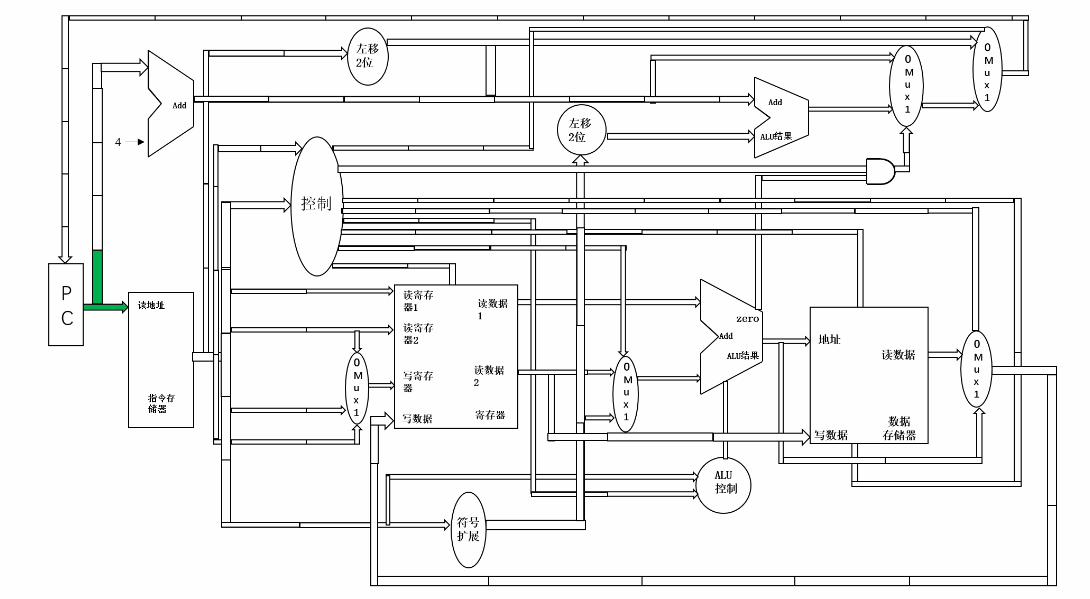 左移
2位
0
M
u
x
1
0
M
u
x
1
Add
4
Add
ALU结果
左移
2位
控制
P
C
读地址
指令存
储器
读寄存
器1
读数据
1
读寄存
器2
写寄存
器
读数据
2
写数据
寄存器
0
M
u
x
1
0
M
u
x
1
zero
Add
ALU结果
地址
读数据
数据
写数据
存储器
0
M
u
x
1
ALU
控制
符号
扩展